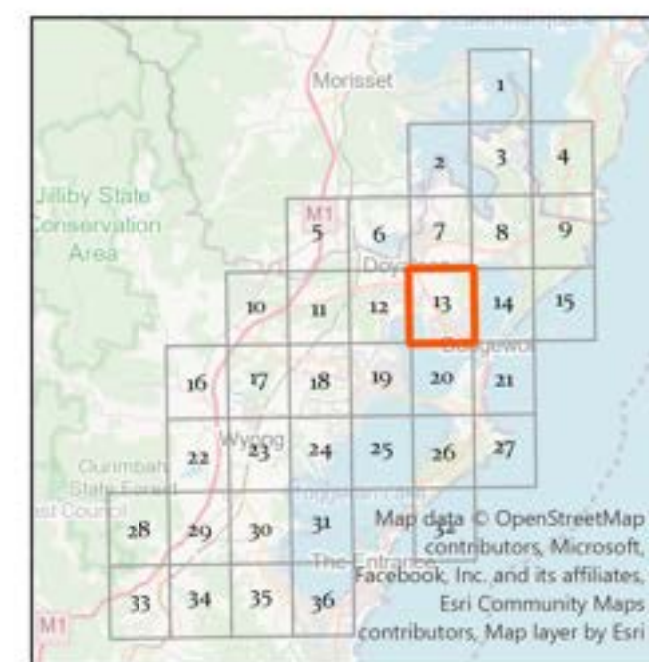 Morisset
1
2 3 4
Jilliby State
Conservation
Area
M1
5 6 7 8 9
10 11 12 13 14 15
16 17 18 19 20 21
Wyong
22 23 24 25 26 27
Ourimbah
State Forest
28 29 30 31 32
Map data © OpenStreetMap
contributors, Microsoft,
The Entrance
Facebook, Inc. and its affiliates,
33 34 35 36
Esri Community Maps
M1
contributors, Map layer by Esri